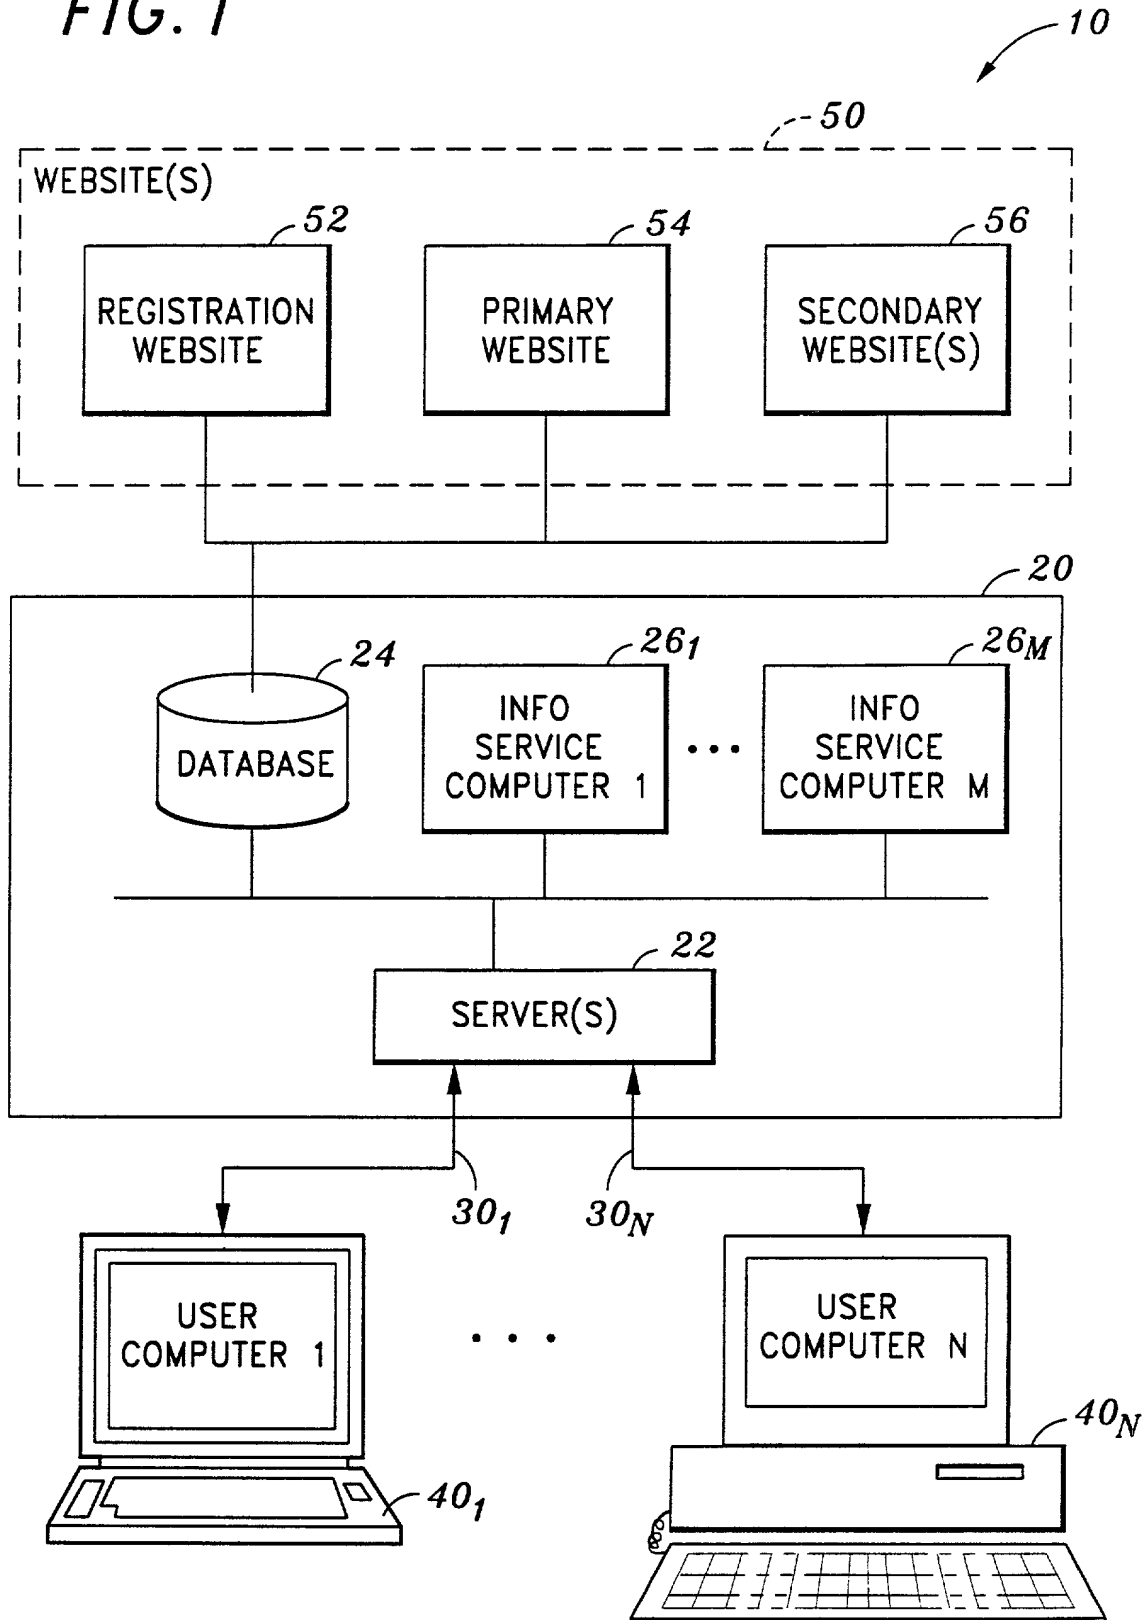 FIG. 1
10
50
WEBSITE(S)
52
54
56
REGISTRATION
WEBSITE
PRIMARY
WEBSITE
SECONDARY
WEBSITE(S)
20
24
26₁
26M
DATABASE
INFO
SERVICE
COMPUTER 1
...
INFO
SERVICE
COMPUTER M
22
SERVER(S)
30₁
30N
USER
COMPUTER 1
...
USER
COMPUTER N
40₁
40N